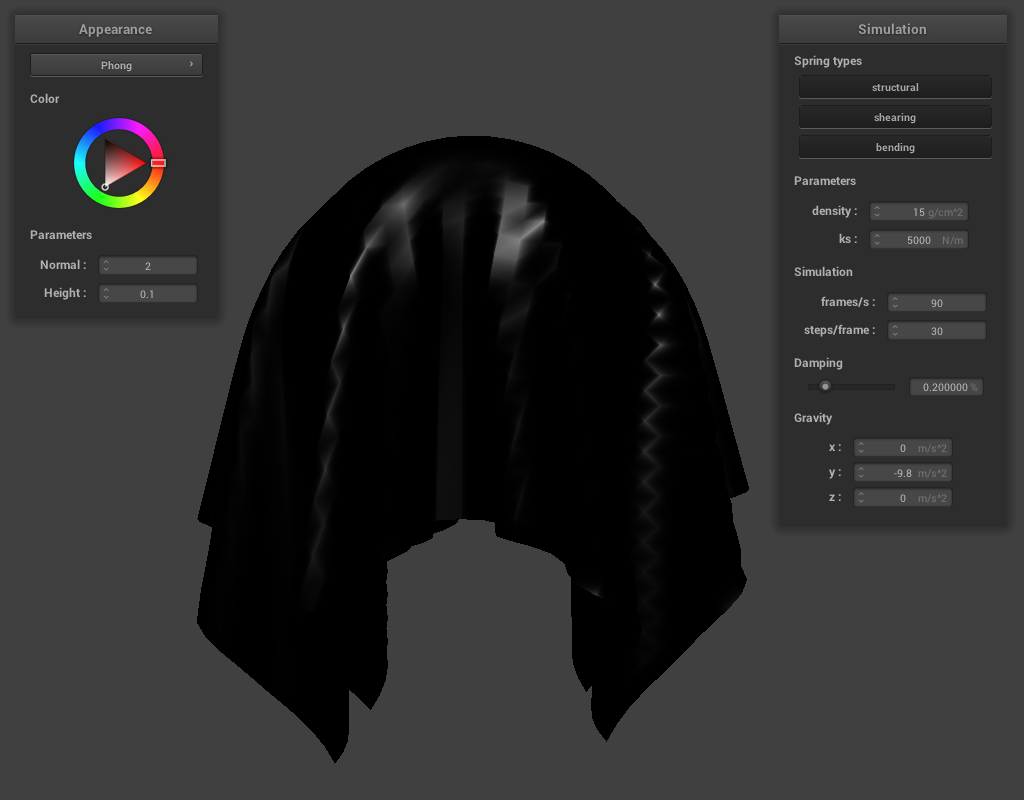 Appearance
Phong
Color
Parameters
Normal : 2
Height : 0.1
Simulation
Spring types
structural
shearing
bending
Parameters
density : 15 g/cm^2
ks : 5000 N/m
Simulation
frames/s : 90
steps/frame : 30
Damping
0.200000 %
Gravity
x : 0 m/s^2
y : -9.8 m/s^2
z : 0 m/s^2